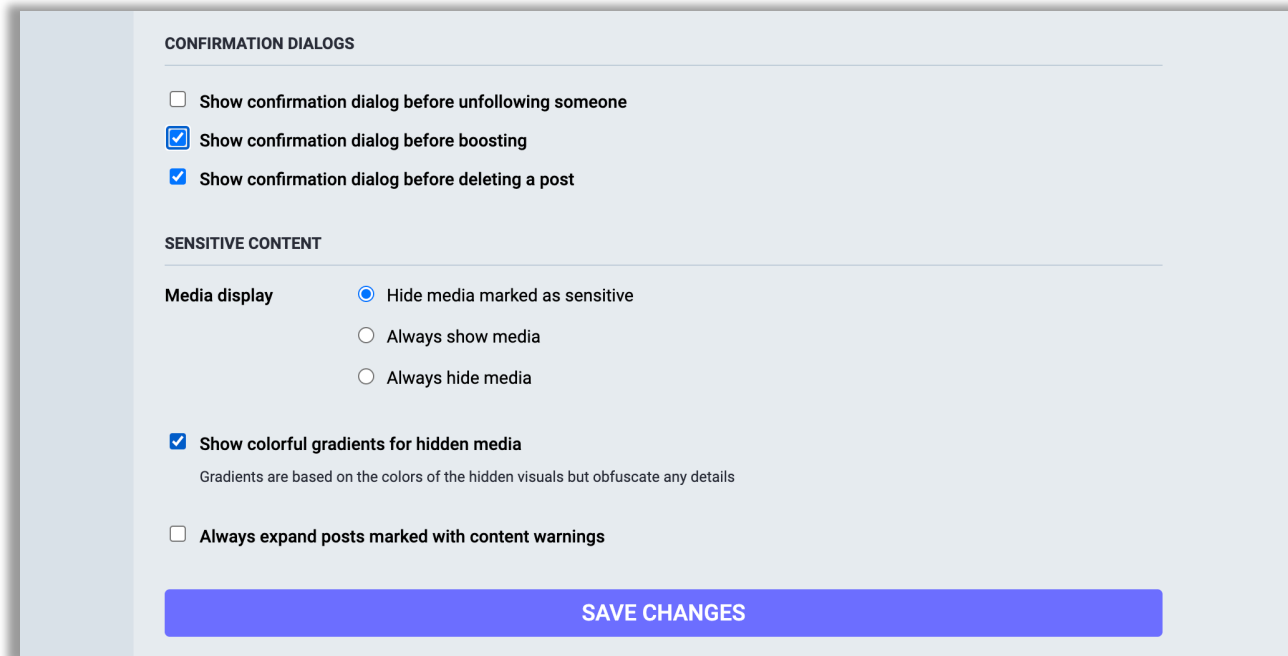 CONFIRMATION DIALOGS
Show confirmation dialog before unfollowing someone
Show confirmation dialog before boosting
Show confirmation dialog before deleting a post
SENSITIVE CONTENT
Media display
Hide media marked as sensitive
Always show media
Always hide media
Show colorful gradients for hidden media
Gradients are based on the colors of the hidden visuals but obfuscate any details
Always expand posts marked with content warnings
SAVE CHANGES